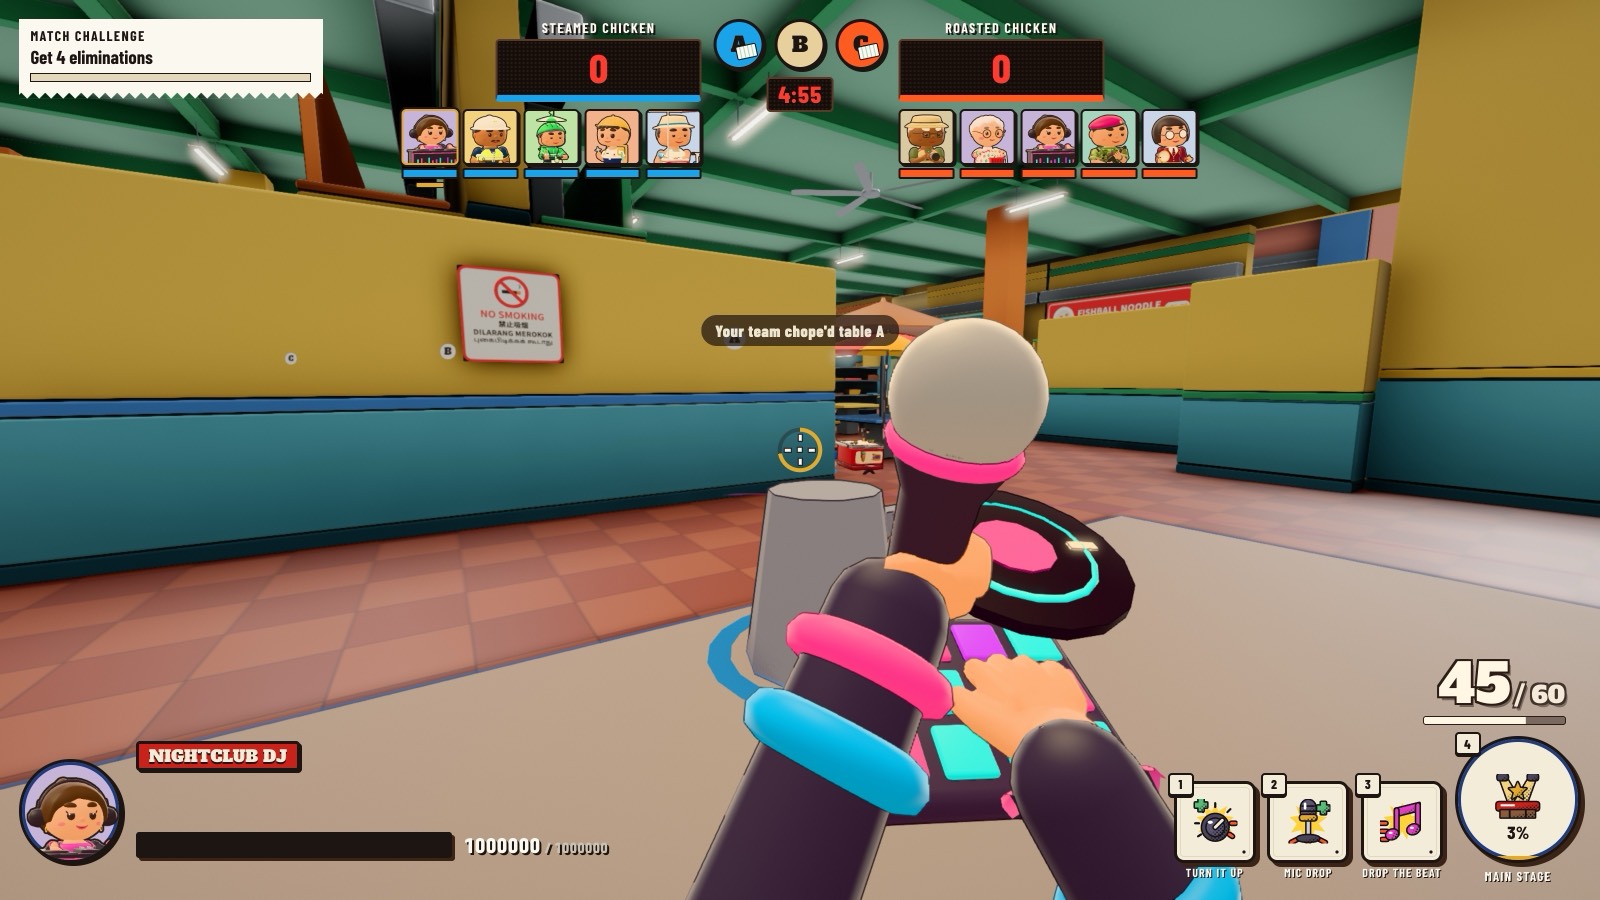 MATCH CHALLENGE
Get 4 eliminations
STEAMED CHICKEN
0
A
B
C
4:55
ROASTED CHICKEN
0
NO SMOKING
禁止吸烟
DILARANG MEROKOK
FISHBALL NOODLE
Your team chope'd table A
C
B
A
45 / 60
NIGHTCLUB DJ
1000000 / 1000000
1
2
3
4
3%
TURN IT UP
MIC DROP
DROP THE BEAT
MAIN STAGE